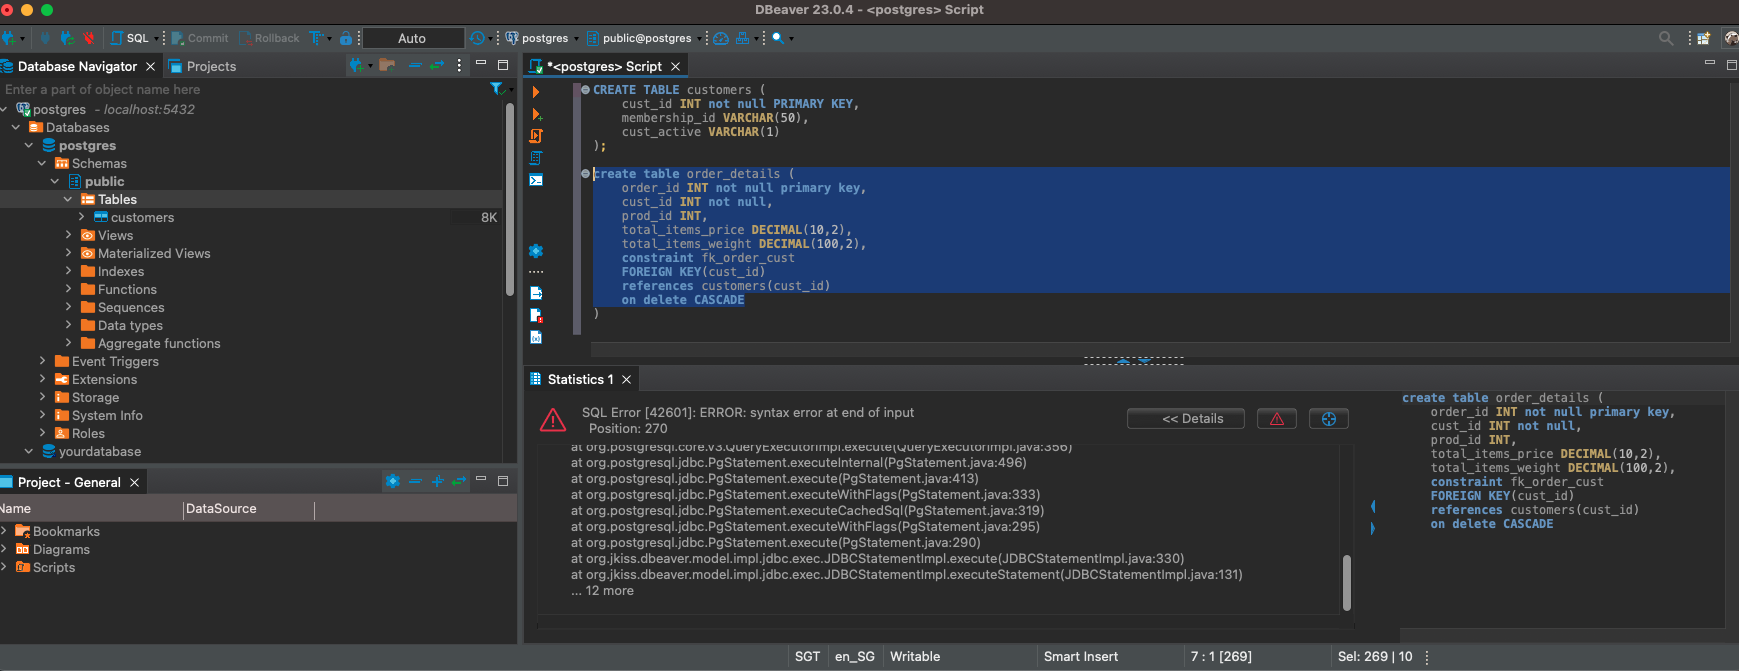 DBeaver 23.0.4 - <postgres> Script
SQL
Commit
Rollback
Auto
postgres
public@postgres
Database Navigator
Projects
Enter a part of object name here
postgres - localhost:5432
Databases
postgres
Schemas
public
Tables
customers 8K
Views
Materialized Views
Indexes
Functions
Sequences
Data types
Aggregate functions
Event Triggers
Extensions
Storage
System Info
Roles
yourdatabase
Project - General
Name DataSource
Bookmarks
Diagrams
Scripts
*<postgres> Script
CREATE TABLE customers (
cust_id INT not null PRIMARY KEY,
membership_id VARCHAR(50),
cust_active VARCHAR(1)
);
create table order_details (
order_id INT not null primary key,
cust_id INT not null,
prod_id INT,
total_items_price DECIMAL(10,2),
total_items_weight DECIMAL(100,2),
constraint fk_order_cust
FOREIGN KEY(cust_id)
references customers(cust_id)
on delete CASCADE
)
Statistics 1
SQL Error [42601]: ERROR: syntax error at end of input
Position: 270
<< Details
at org.postgresql.core.v3.QueryExecutorImpl.execute(QueryExecutorImpl.java:356)
at org.postgresql.jdbc.PgStatement.executeInternal(PgStatement.java:496)
at org.postgresql.jdbc.PgStatement.execute(PgStatement.java:413)
at org.postgresql.jdbc.PgStatement.executeWithFlags(PgStatement.java:333)
at org.postgresql.jdbc.PgStatement.executeCachedSql(PgStatement.java:319)
at org.postgresql.jdbc.PgStatement.executeWithFlags(PgStatement.java:295)
at org.postgresql.jdbc.PgStatement.execute(PgStatement.java:290)
at org.jkiss.dbeaver.model.impl.jdbc.exec.JDBCStatementImpl.execute(JDBCStatementImpl.java:330)
at org.jkiss.dbeaver.model.impl.jdbc.exec.JDBCStatementImpl.executeStatement(JDBCStatementImpl.java:131)
... 12 more
create table order_details (
order_id INT not null primary key,
cust_id INT not null,
prod_id INT,
total_items_price DECIMAL(10,2),
total_items_weight DECIMAL(100,2),
constraint fk_order_cust
FOREIGN KEY(cust_id)
references customers(cust_id)
on delete CASCADE
SGT
en_SG
Writable
Smart Insert
7 : 1 [269]
Sel: 269 | 10